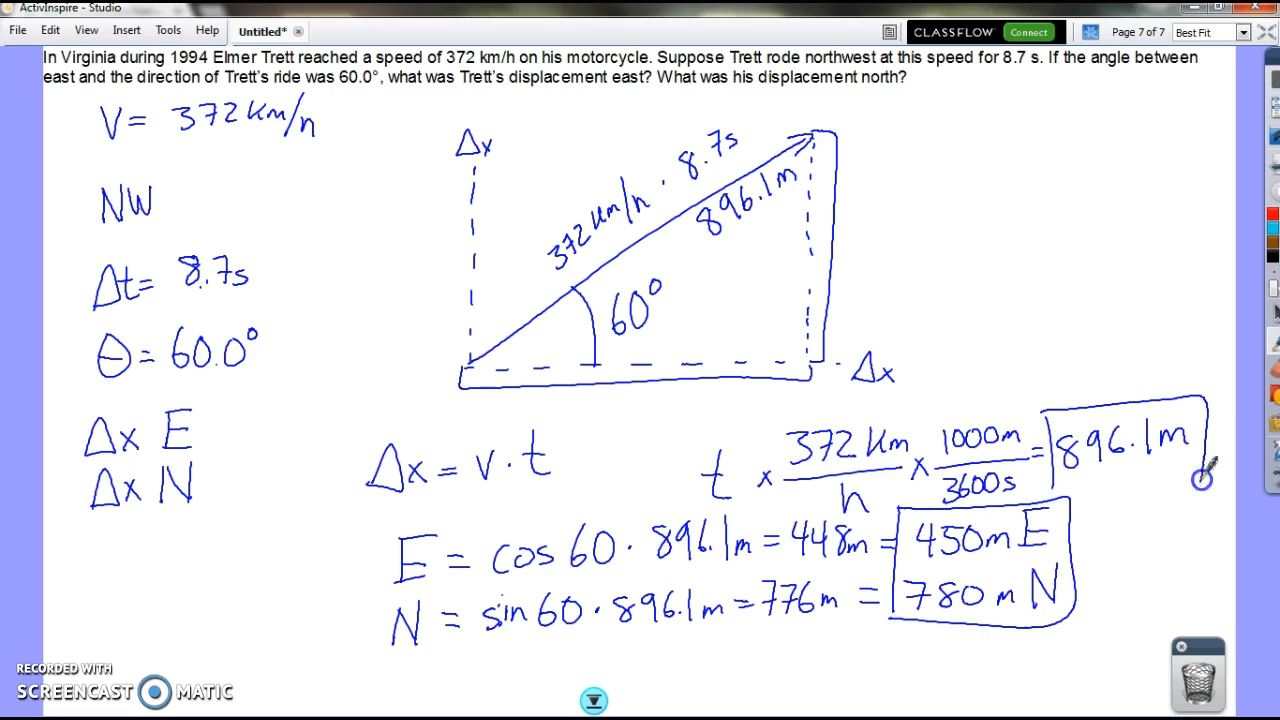 ActivInspire - Studio
File Edit View Insert Tools Help Untitled* CLASSFLOW Connect Page 7 of 7 Best Fit
In Virginia during 1994 Elmer Trett reached a speed of 372 km/h on his motorcycle. Suppose Trett rode northwest at this speed for 8.7 s. If the angle between
east and the direction of Trett's ride was 60.0°, what was Trett's displacement east? What was his displacement north?
V = 372 km/h
NW
Δt = 8.7s
θ = 60.0°
Δx E
Δx N
Δx
372 km/h · 8.7s
896.1m
60°
Δx
Δx = v · t
t × 372 km/h × 1000m/3600s = 896.1m
E = cos 60 · 896.1m = 448m = 450m E
N = sin 60 · 896.1m = 776m = 780 m N
RECORDED WITH
SCREENCAST MATIC